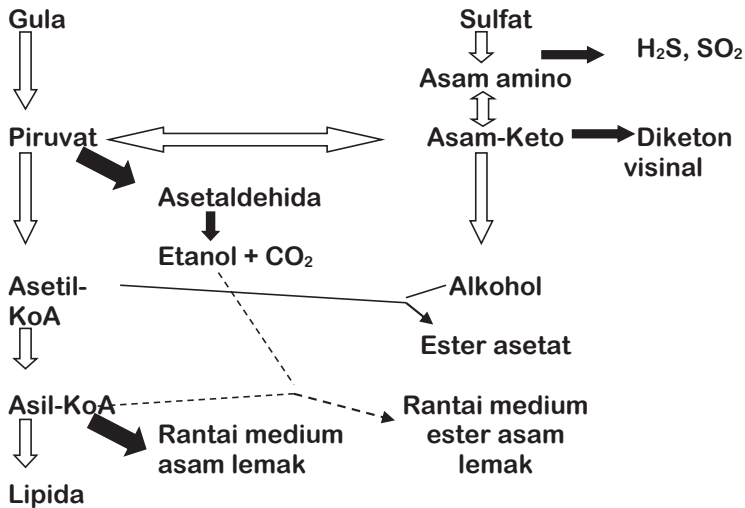 Gula
Sulfat
H₂S, SO₂
Asam amino
Piruvat
Asam-Keto
Diketon
visinal
Asetaldehida
Etanol + CO₂
Asetil-
KoA
Alkohol
Ester asetat
Asil-KoA
Rantai medium
asam lemak
Rantai medium
ester asam
lemak
Lipida